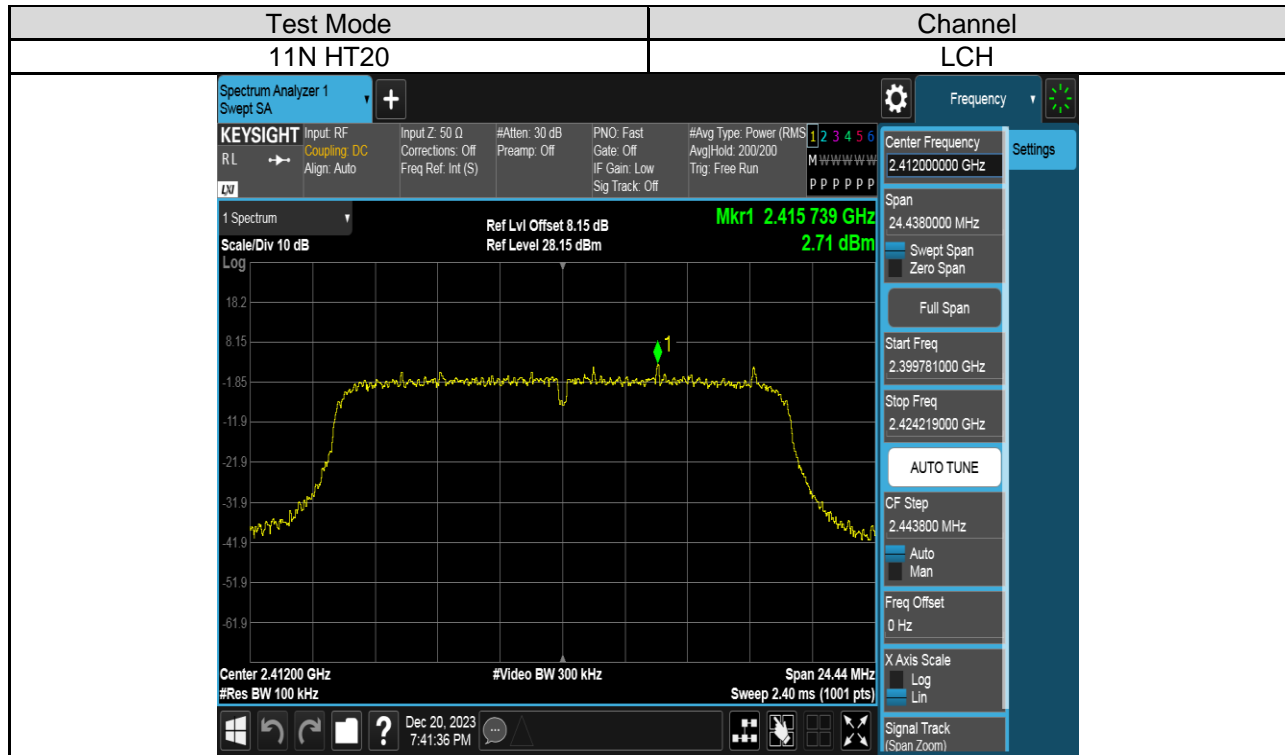 Test Mode Channel
11N HT20 LCH
Spectrum Analyzer 1
Swept SA
Frequency
KEYSIGHT Input: RF Input Z: 50 Ω #Atten: 30 dB PNO: Fast #Avg Type: Power (RMS 1 2 3 4 5 6
RL Coupling: DC Corrections: Off Preamp: Off Gate: Off Avg|Hold: 200/200 M W W W W W
Align: Auto Freq Ref: Int (S) IF Gain: Low Trig: Free Run
LXI Sig Track: Off P P P P P P
1 Spectrum Ref Lvl Offset 8.15 dB Mkr1 2.415 739 GHz
Scale/Div 10 dB Ref Level 28.15 dBm 2.71 dBm
Log
18.2
8.15
1
-1.85
-11.9
-21.9
-31.9
-41.9
-51.9
-61.9
Center 2.41200 GHz #Video BW 300 kHz Span 24.44 MHz
#Res BW 100 kHz Sweep 2.40 ms (1001 pts)
Center Frequency
2.412000000 GHz
Settings
Span
24.4380000 MHz
Swept Span
Zero Span
Full Span
Start Freq
2.399781000 GHz
Stop Freq
2.424219000 GHz
AUTO TUNE
CF Step
2.443800 MHz
Auto
Man
Freq Offset
0 Hz
X Axis Scale
Log
Lin
Signal Track
(Span Zoom)
? Dec 20, 2023
7:41:36 PM